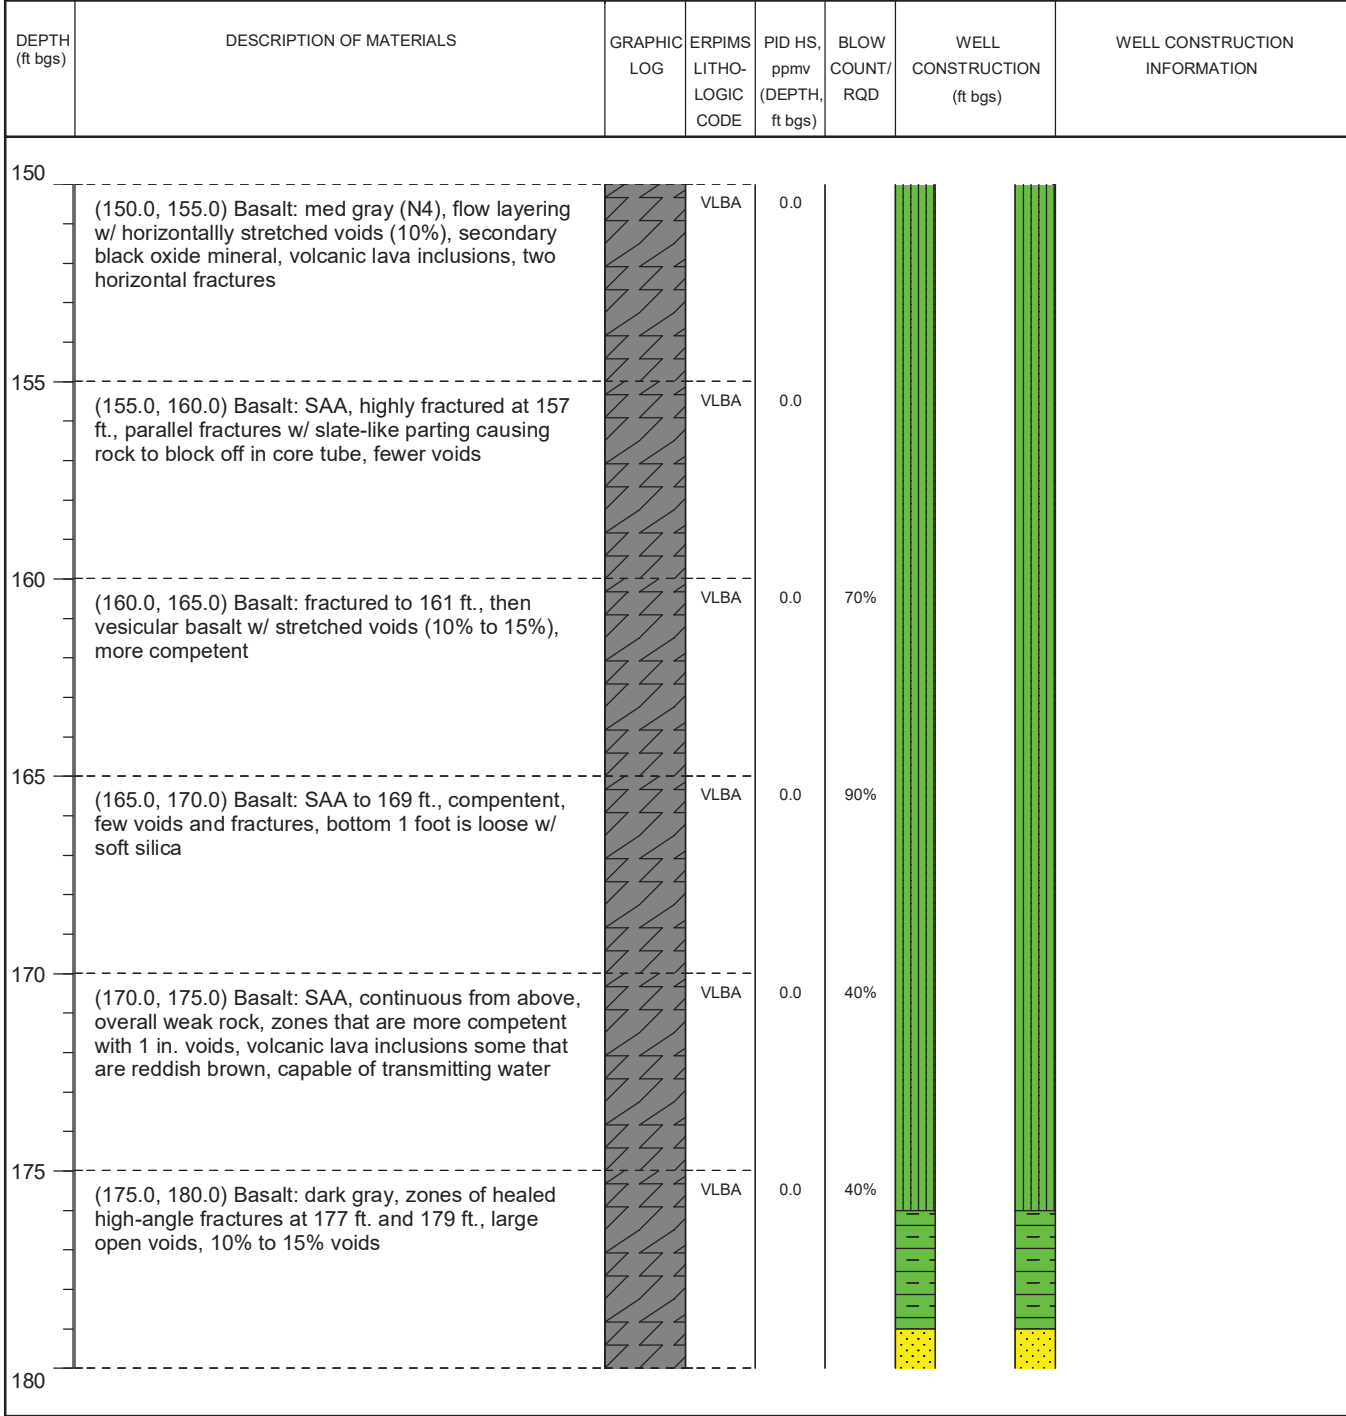 DEPTH
(ft bgs)
DESCRIPTION OF MATERIALS
GRAPHIC
LOG
ERPIMS
LITHO-
LOGIC
CODE
PID HS,
ppmv
(DEPTH,
ft bgs)
BLOW
COUNT/
RQD
WELL
CONSTRUCTION
(ft bgs)
WELL CONSTRUCTION
INFORMATION
150
(150.0, 155.0) Basalt: med gray (N4), flow layering
w/ horizontallly stretched voids (10%), secondary
black oxide mineral, volcanic lava inclusions, two
horizontal fractures
VLBA
0.0
155
(155.0, 160.0) Basalt: SAA, highly fractured at 157
ft., parallel fractures w/ slate-like parting causing
rock to block off in core tube, fewer voids
VLBA
0.0
160
(160.0, 165.0) Basalt: fractured to 161 ft., then
vesicular basalt w/ stretched voids (10% to 15%),
more competent
VLBA
0.0
70%
165
(165.0, 170.0) Basalt: SAA to 169 ft., compentent,
few voids and fractures, bottom 1 foot is loose w/
soft silica
VLBA
0.0
90%
170
(170.0, 175.0) Basalt: SAA, continuous from above,
overall weak rock, zones that are more competent
with 1 in. voids, volcanic lava inclusions some that
are reddish brown, capable of transmitting water
VLBA
0.0
40%
175
(175.0, 180.0) Basalt: dark gray, zones of healed
high-angle fractures at 177 ft. and 179 ft., large
open voids, 10% to 15% voids
VLBA
0.0
40%
180